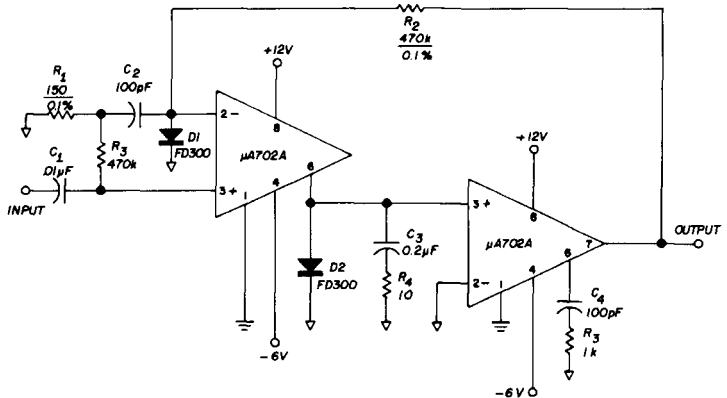 R2
470k
0.1%
+12V
R1
150
0.1%
C2
100pF
2-
8
D1
FD300
μA702A
R3
470k
C1
.01μF
3+
INPUT
1
4
6
-6V
D2
FD300
C3
0.2μF
R4
10
+12V
3+
8
μA702A
7
OUTPUT
2-
1
4
6
C4
100pF
R3
1k
-6V